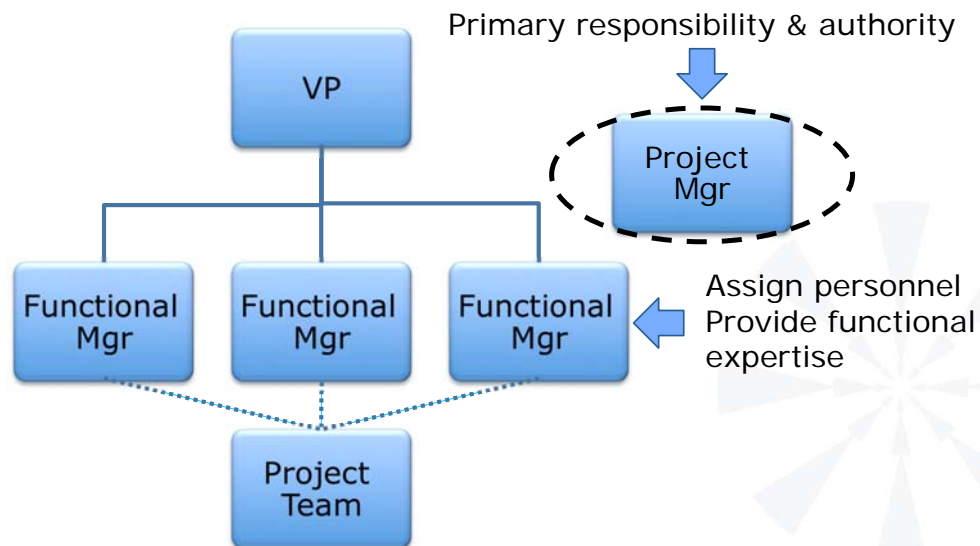 Primary responsibility & authority
VP
Project
Mgr
Functional
Mgr
Functional
Mgr
Functional
Mgr
Assign personnel
Provide functional
expertise
Project
Team